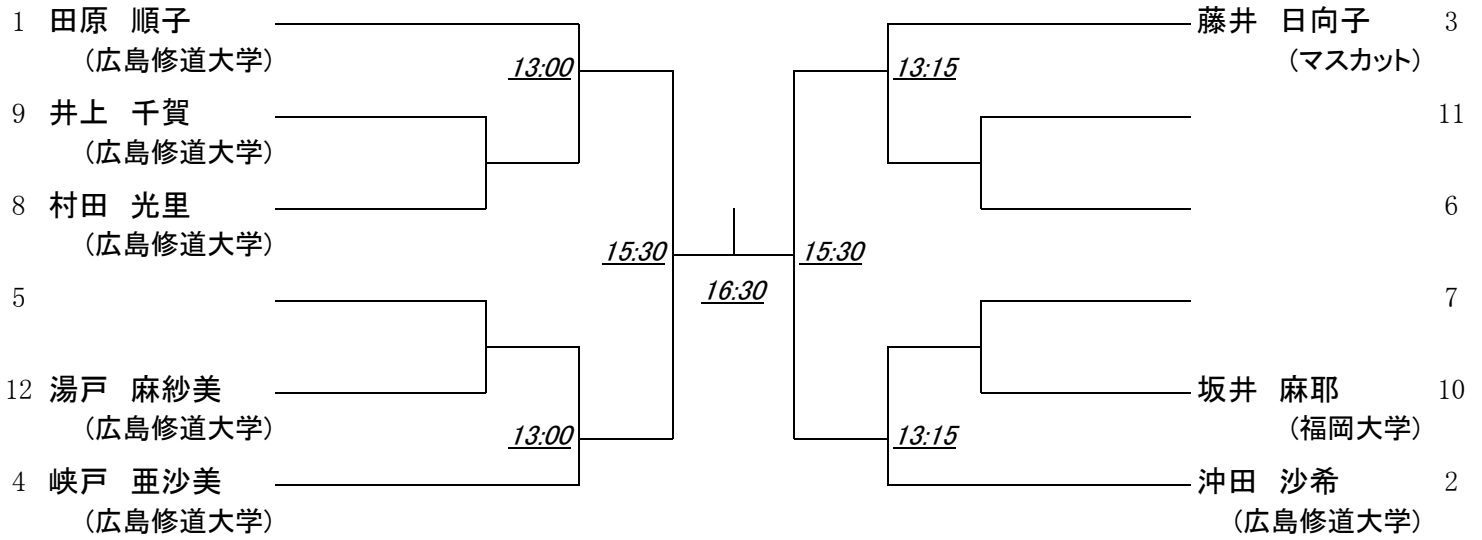 1 田原 順子
(広島修道大学)
13:00
9 井上 千賀
(広島修道大学)
8 村田 光里
(広島修道大学)
15:30
5
12 湯戸 麻紗美
(広島修道大学)
13:00
4 峡戸 亜沙美
(広島修道大学)
16:30
藤井 日向子 3
(マスカット)
13:15
11
6
15:30
7
坂井 麻耶 10
(福岡大学)
13:15
沖田 沙希 2
(広島修道大学)